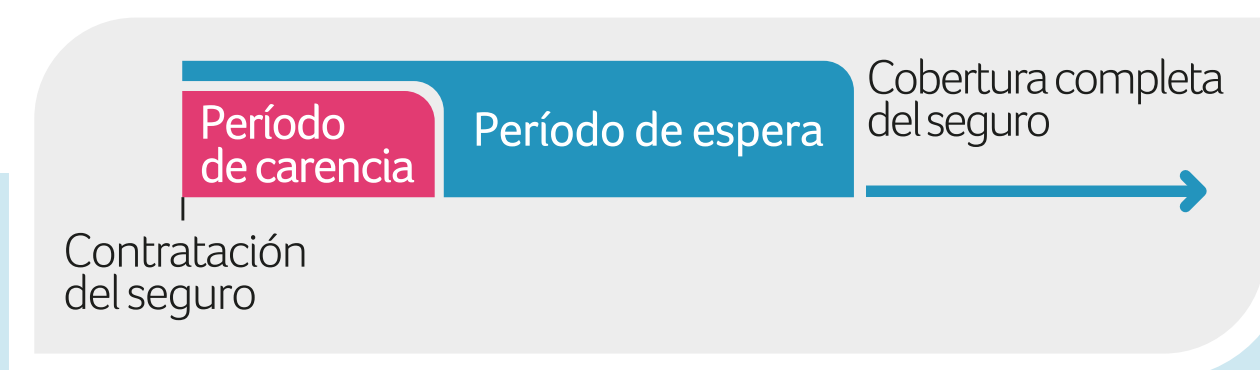 Período
de carencia
Período de espera
Cobertura completa
del seguro
Contratación
del seguro